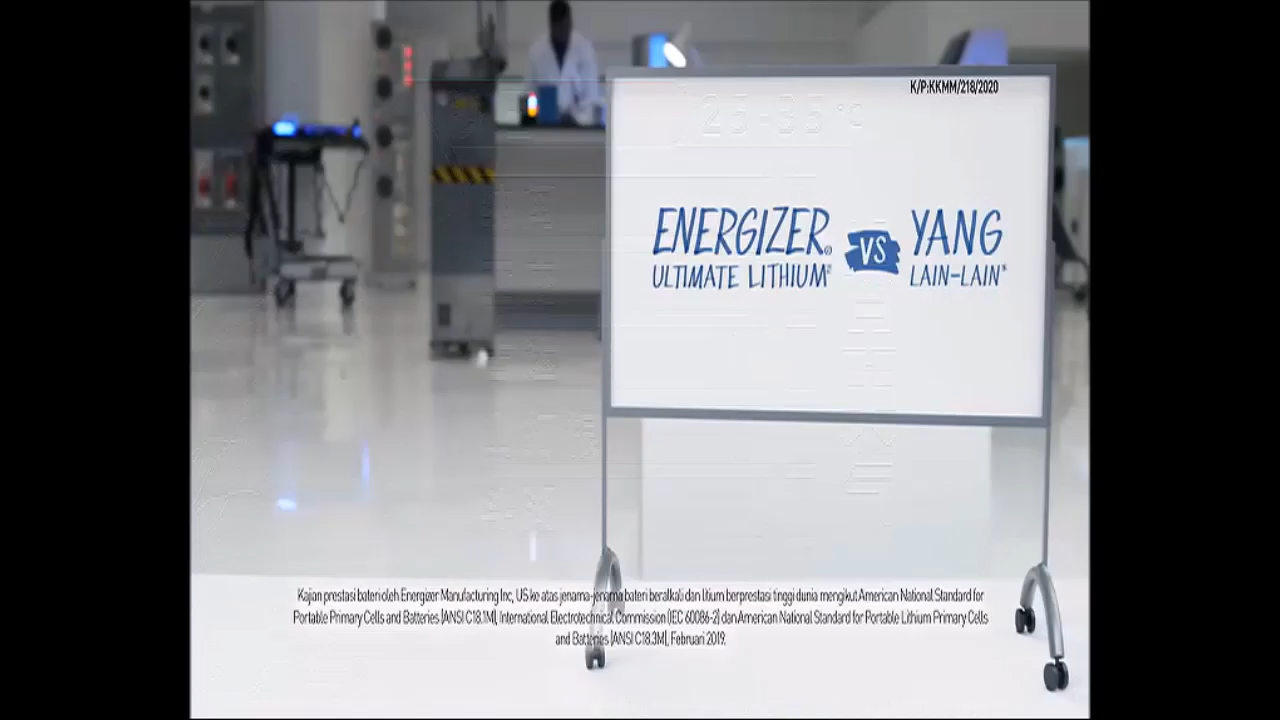 K/P:KKMM/218/2020
ENERGIZER® VS YANG
ULTIMATE LITHIUM® LAIN-LAIN*
Kajian prestasi bateri oleh Energizer Manufacturing Inc, US ke atas jenama-jenama bateri beralkali dan litium berprestasi tinggi dunia mengikut American National Standard for
Portable Primary Cells and Batteries [ANSI C18.1M], International Electrotechnical Commission (IEC 60086-2) dan American National Standard for Portable Lithium Primary Cells
and Batteries [ANSI C18.3M], Februari 2019.